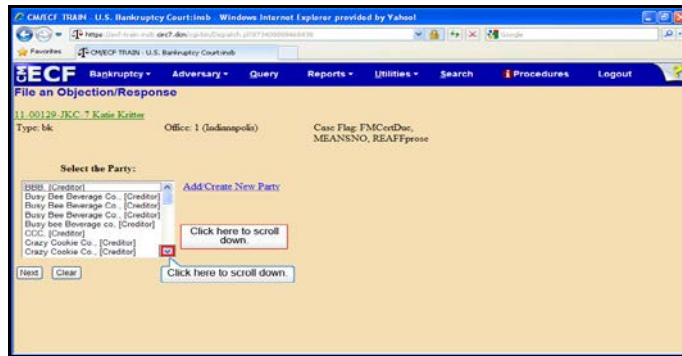 CM/ECF TRAIN - U.S. Bankruptcy Court:insb - Windows Internet Explorer provided by Yahoo!
Google
Favorites CM/ECF TRAIN - U.S. Bankruptcy Court:insb
CM ECF Bankruptcy Adversary Query Reports Utilities Search Procedures Logout
File an Objection/Response
11-00129-JKC-7 Katie Kritter
Type: bk Office: 1 (Indianapolis) Case Flag: FMCertDue,
MEANSNO, REAFFprose
Select the Party:
BBB, [Creditor] Add/Create New Party
Busy Bee Beverage Co., [Creditor]
Busy Bee Beverage Co., [Creditor]
Busy Bee Beverage Co., [Creditor]
Busy bee Beverage co, [Creditor]
CCC, [Creditor]
Crazy Cookie Co., [Creditor]
Crazy Cookie Co., [Creditor]
Click here to scroll
down.
Next Clear
Click here to scroll down.